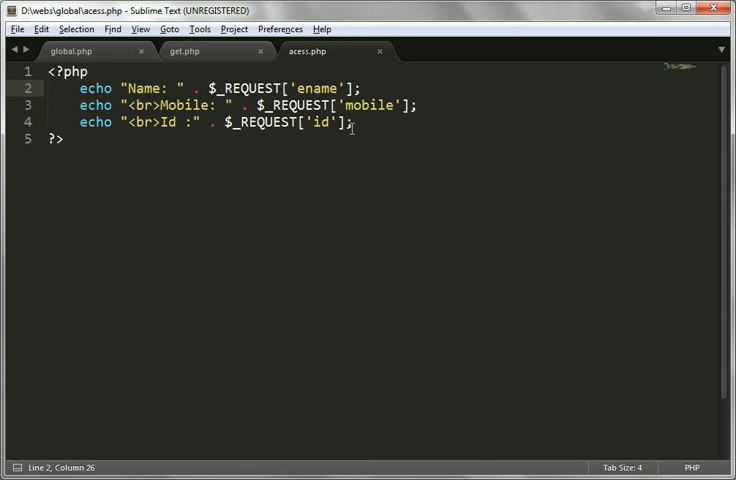 D:\webs\global\acess.php - Sublime Text (UNREGISTERED)
File Edit Selection Find View Goto Tools Project Preferences Help
global.php get.php acess.php
1 <?php
2 echo "Name: " . $_REQUEST['ename'];
3 echo "<br>Mobile: " . $_REQUEST['mobile'];
4 echo "<br>Id :" . $_REQUEST['id'];
5 ?>
Line 2, Column 26 Tab Size: 4 PHP